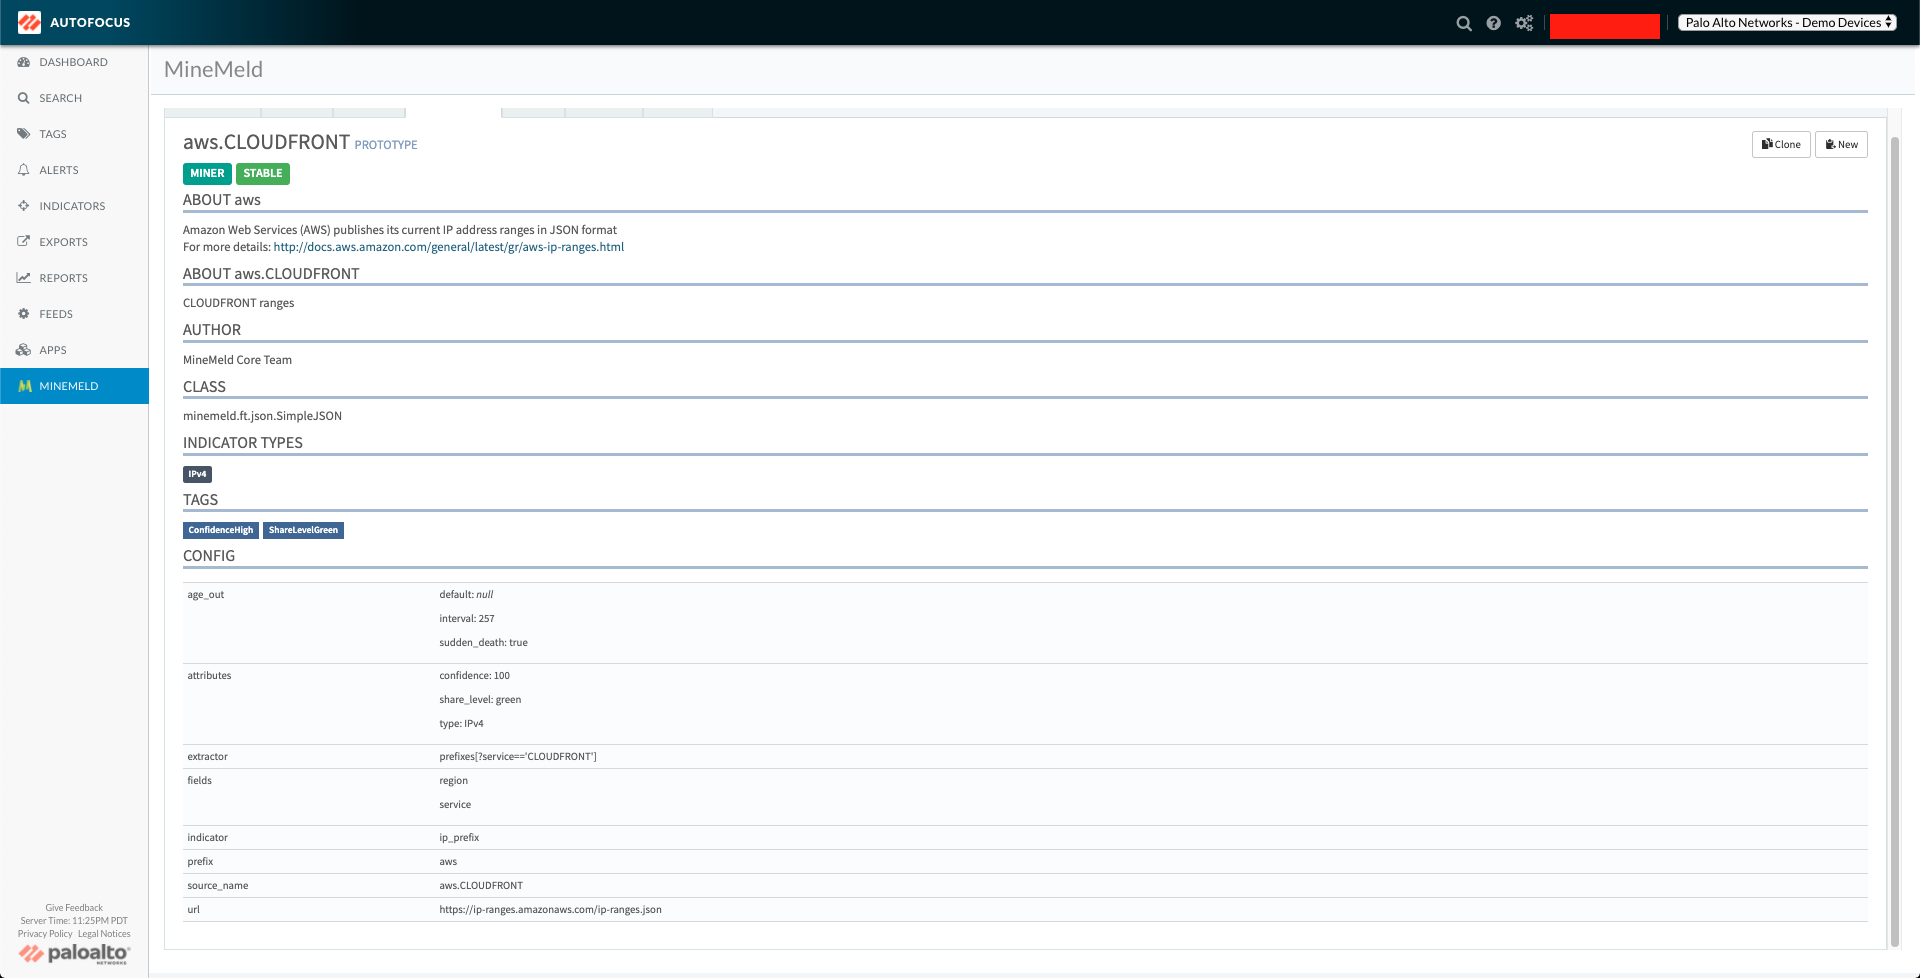 AUTOFOCUS
Palo Alto Networks - Demo Devices
DASHBOARD
SEARCH
TAGS
ALERTS
INDICATORS
EXPORTS
REPORTS
FEEDS
APPS
MINEMELD
Give Feedback
Server Time: 11:25PM PDT
Privacy Policy Legal Notices
paloalto
NETWORKS
MineMeld
aws.CLOUDFRONT PROTOTYPE
Clone New
MINER STABLE
ABOUT aws
Amazon Web Services (AWS) publishes its current IP address ranges in JSON format
For more details: http://docs.aws.amazon.com/general/latest/gr/aws-ip-ranges.html
ABOUT aws.CLOUDFRONT
CLOUDFRONT ranges
AUTHOR
MineMeld Core Team
CLASS
minemeld.ft.json.SimpleJSON
INDICATOR TYPES
IPv4
TAGS
ConfidenceHigh ShareLevelGreen
CONFIG
age_out default: null
interval: 257
sudden_death: true
attributes confidence: 100
share_level: green
type: IPv4
extractor prefixes[?service=='CLOUDFRONT']
fields region
service
indicator ip_prefix
prefix aws
source_name aws.CLOUDFRONT
url https://ip-ranges.amazonaws.com/ip-ranges.json